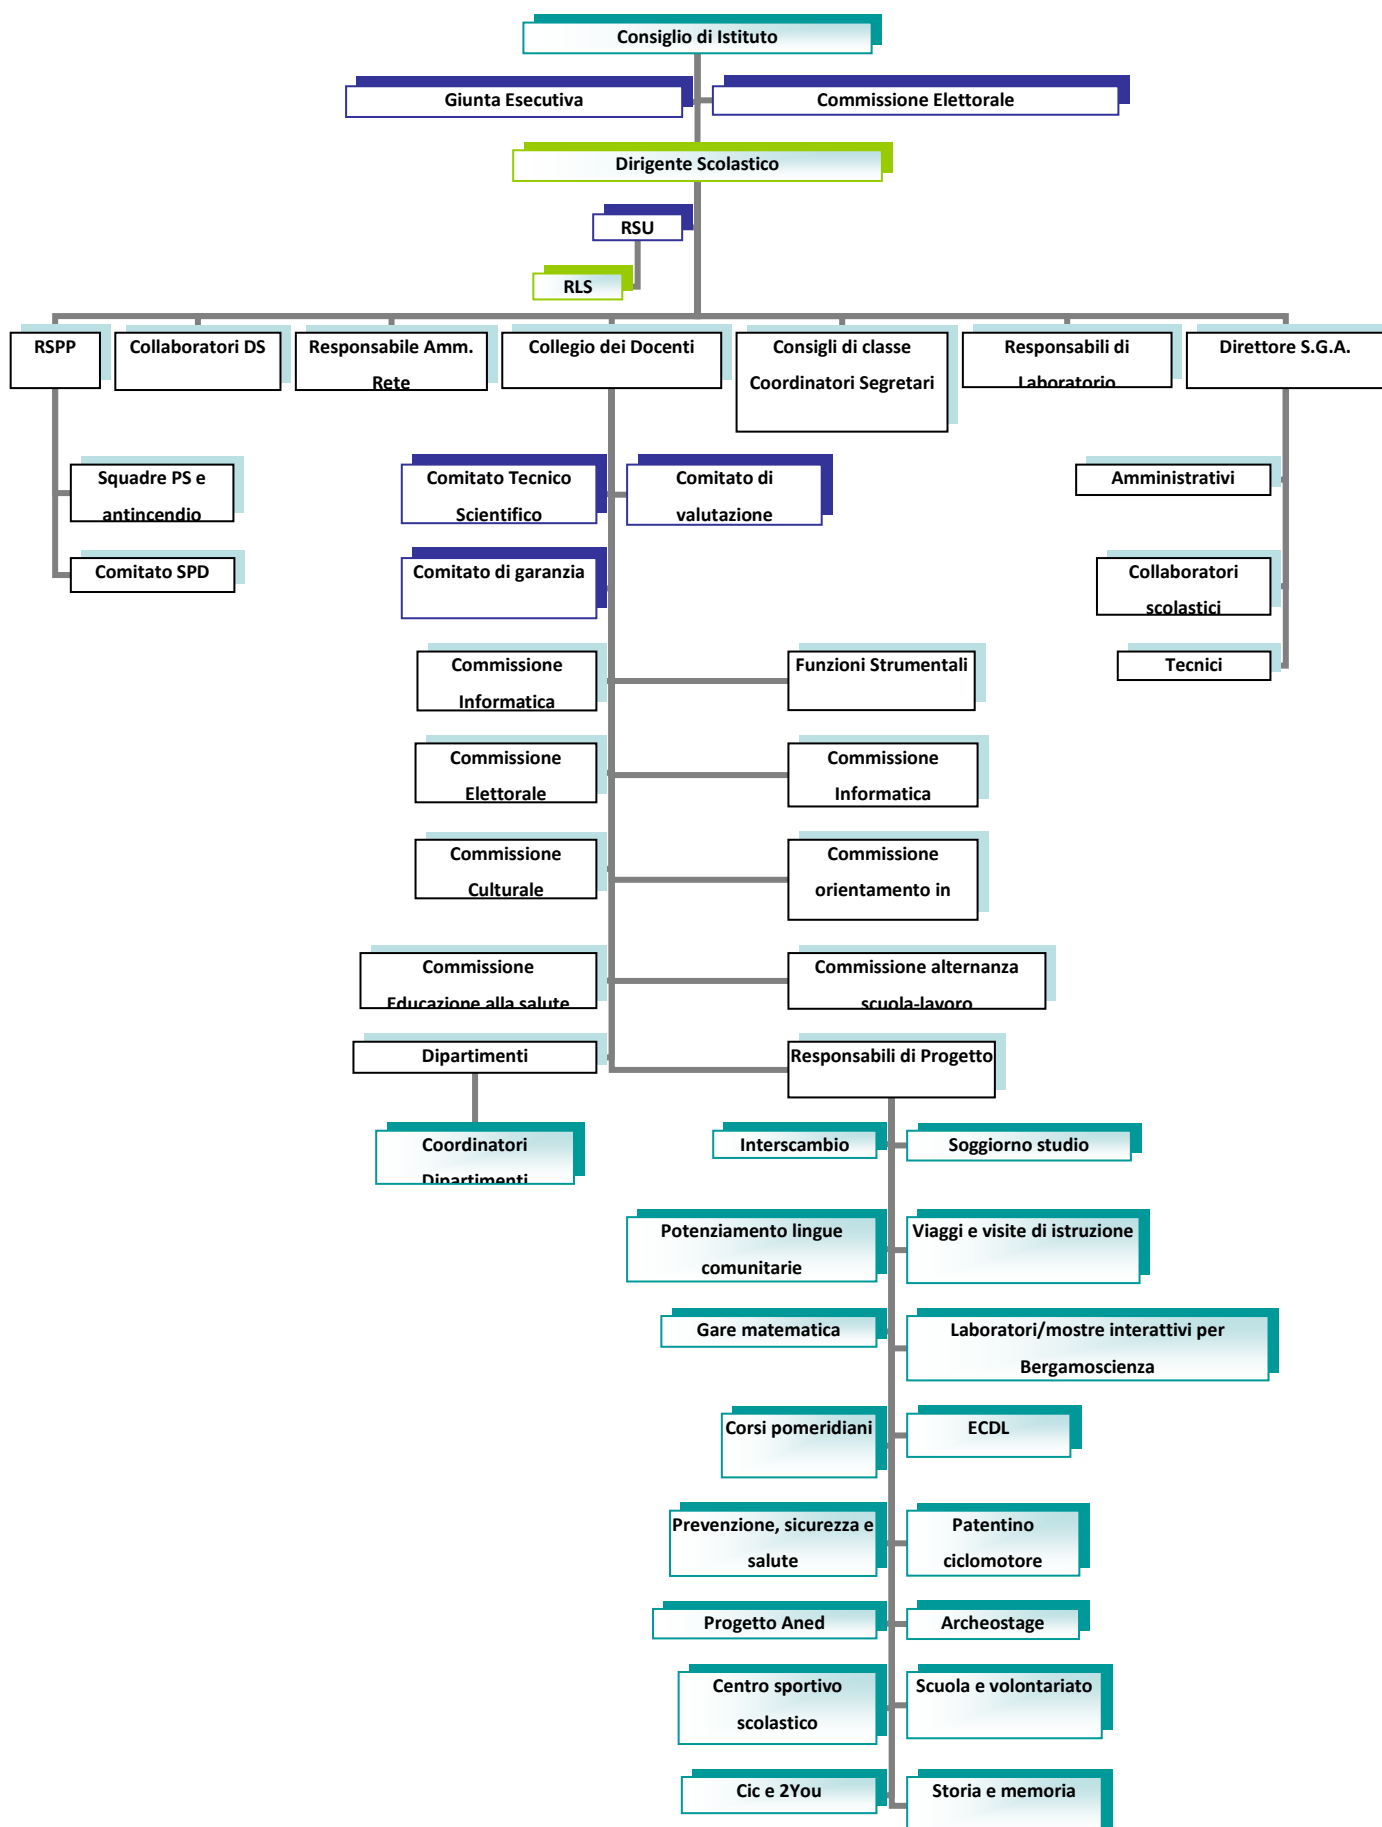 Consiglio di Istituto
Giunta Esecutiva
Commissione Elettorale
Dirigente Scolastico
RSU
RLS
RSPP
Collaboratori DS
Responsabile Amm.
Rete
Collegio dei Docenti
Consigli di classe
Coordinatori Segretari
Responsabili di
Laboratorio
Direttore S.G.A.
Squadre PS e
antincendio
Comitato SPD
Comitato Tecnico
Scientifico
Comitato di
valutazione
Comitato di garanzia
Amministrativi
Collaboratori
scolastici
Tecnici
Commissione
Informatica
Funzioni Strumentali
Commissione
Elettorale
Commissione
Informatica
Commissione
Culturale
Commissione
orientamento in
Commissione
Educazione alla salute
Commissione alternanza
scuola-lavoro
Dipartimenti
Responsabili di Progetto
Coordinatori
Dipartimenti
Interscambio
Soggiorno studio
Potenziamento lingue
comunitarie
Viaggi e visite di istruzione
Gare matematica
Laboratori/mostre interattivi per
Bergamoscienza
Corsi pomeridiani
ECDL
Prevenzione, sicurezza e
salute
Patentino
ciclomotore
Progetto Aned
Archeostage
Centro sportivo
scolastico
Scuola e volontariato
Cic e 2You
Storia e memoria